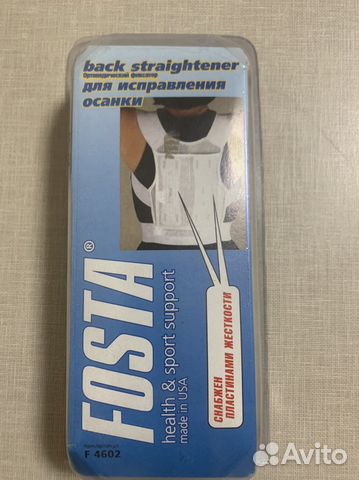 back straightener
Ортопедический фиксатор
для исправления
осанки
FOSTA®
health & sport support
made in USA
СНАБЖЕН
ПЛАСТИНАМИ ЖЕСТКОСТИ
F 4602
Avito